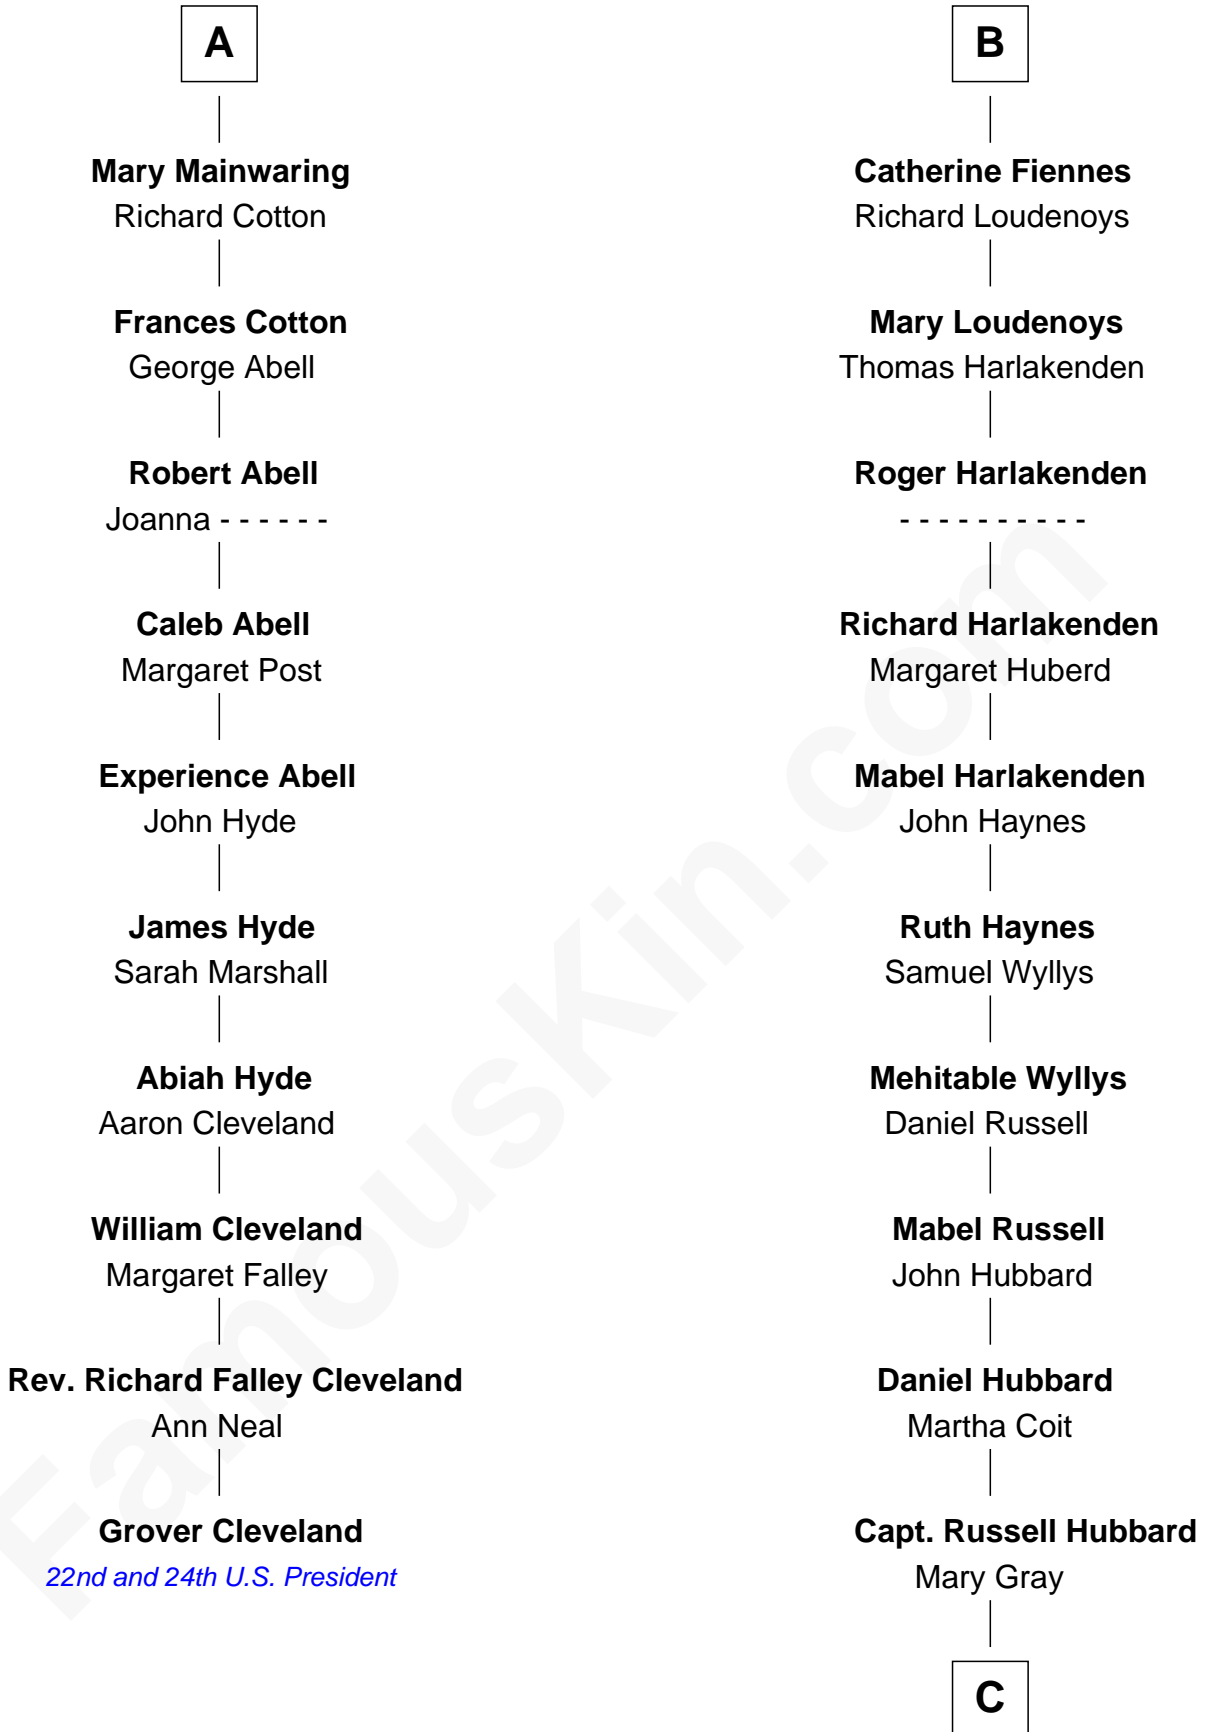 A
Mary Mainwaring
Richard Cotton
Frances Cotton
George Abell
Robert Abell
Joanna - - - - - -
Caleb Abell
Margaret Post
Experience Abell
John Hyde
James Hyde
Sarah Marshall
Abiah Hyde
Aaron Cleveland
William Cleveland
Margaret Falley
Rev. Richard Falley Cleveland
Ann Neal
Grover Cleveland
22nd and 24th U.S. President
B
Catherine Fiennes
Richard Loudenoys
Mary Loudenoys
Thomas Harlakenden
Roger Harlakenden
- - - - - - - - - -
Richard Harlakenden
Margaret Huberd
Mabel Harlakenden
John Haynes
Ruth Haynes
Samuel Wyllys
Mehitable Wyllys
Daniel Russell
Mabel Russell
John Hubbard
Daniel Hubbard
Martha Coit
Capt. Russell Hubbard
Mary Gray
C
FamousKin.com